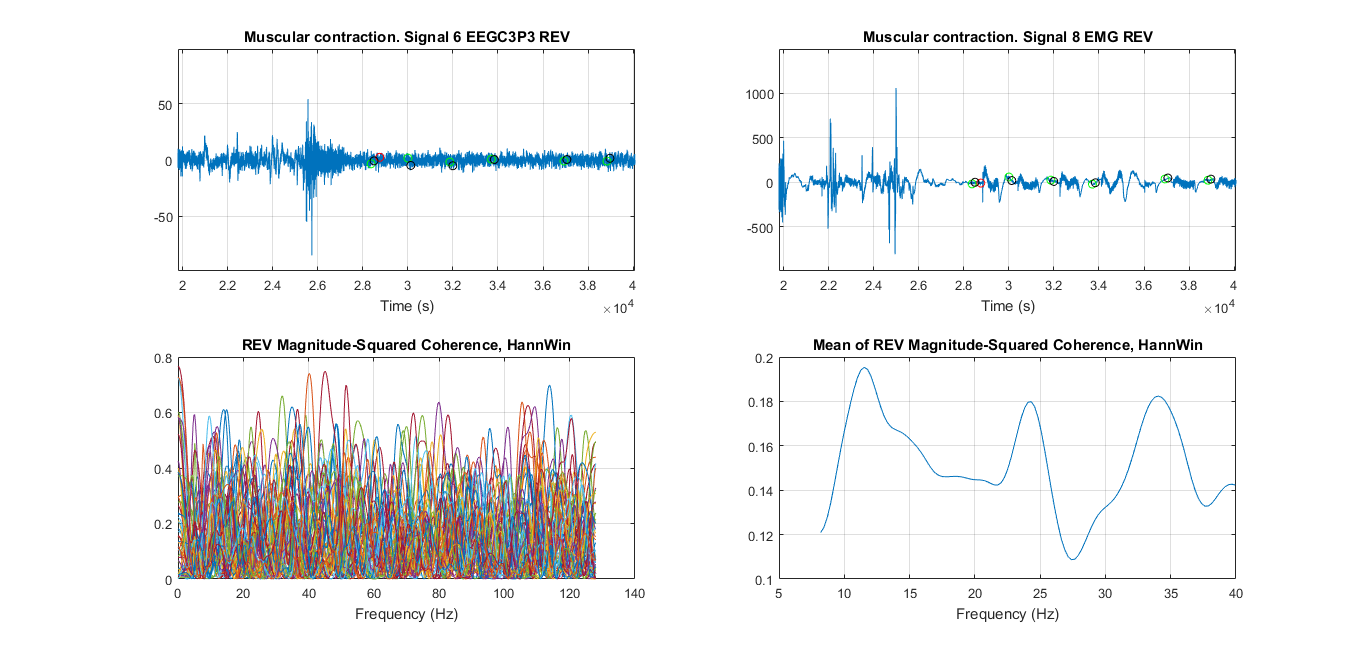 Muscular contraction. Signal 6 EEGC3P3 REV
50
0
-50
2 2.2 2.4 2.6 2.8 3 3.2 3.4 3.6 3.8 4
Time (s)
×10^4
Muscular contraction. Signal 8 EMG REV
1000
500
0
-500
2 2.2 2.4 2.6 2.8 3 3.2 3.4 3.6 3.8 4
Time (s)
×10^4
REV Magnitude-Squared Coherence, HannWin
0.8
0.6
0.4
0.2
0
0 20 40 60 80 100 120 140
Frequency (Hz)
Mean of REV Magnitude-Squared Coherence, HannWin
0.2
0.18
0.16
0.14
0.12
0.1
5 10 15 20 25 30 35 40
Frequency (Hz)